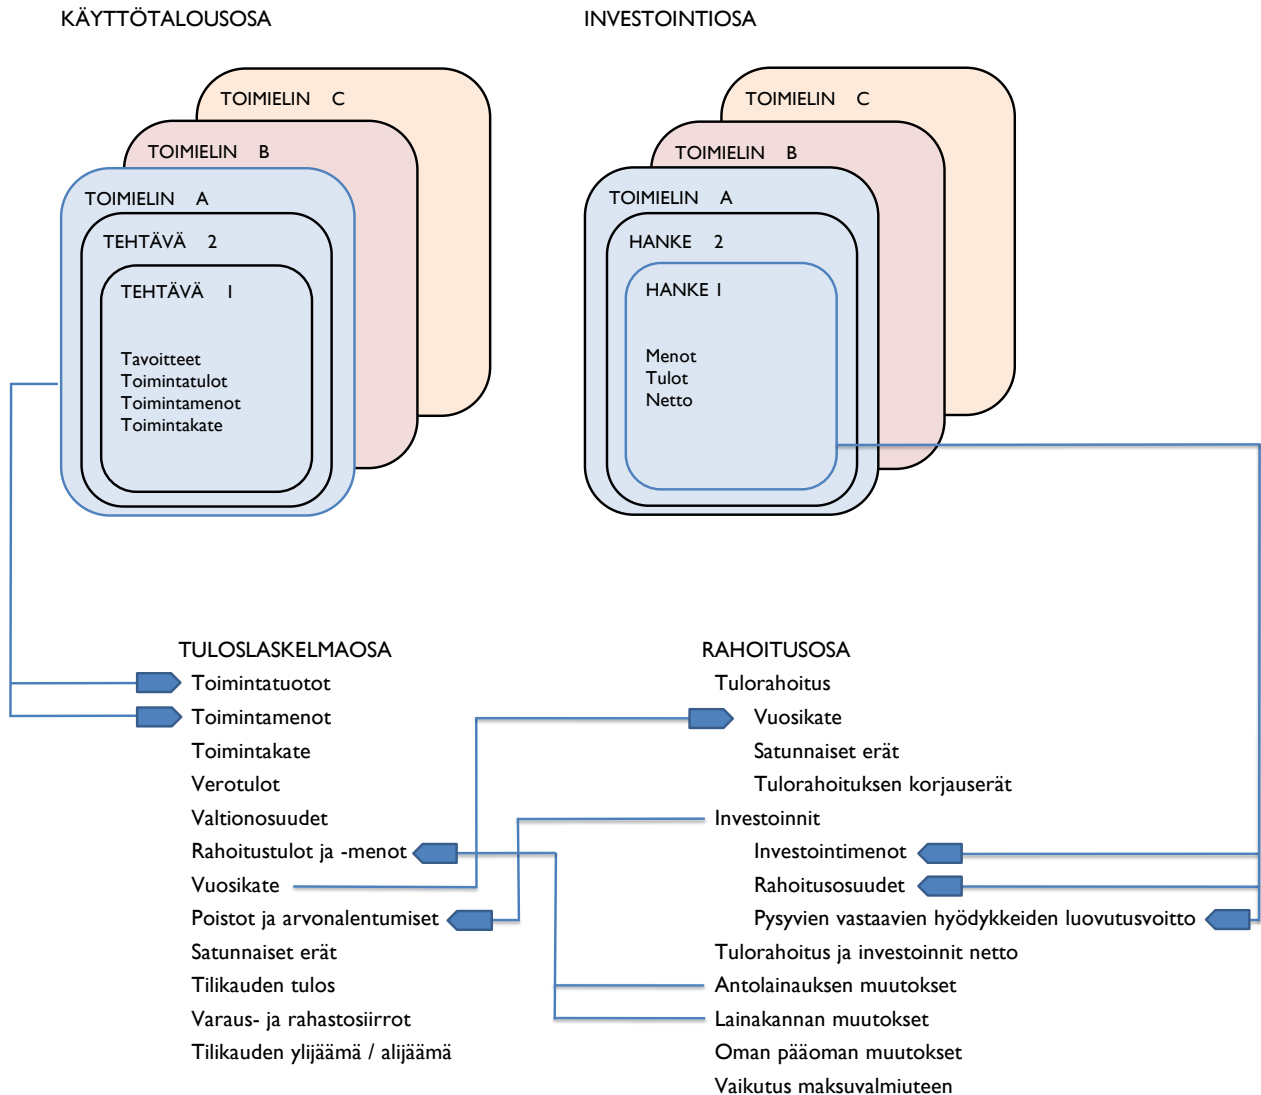 KÄYTTÖTALOUSOSA
TOIMIELIN C
TOIMIELIN B
TOIMIELIN A
TEHTÄVÄ 2
TEHTÄVÄ 1
Tavoitteet
Toimintatulot
Toimintamenot
Toimintakate
INVESTOINTIOSA
TOIMIELIN C
TOIMIELIN B
TOIMIELIN A
HANKE 2
HANKE 1
Menot
Tulot
Netto
TULOSLASKELMAOSA
Toimintatuotot
Toimintamenot
Toimintakate
Verotulot
Valtionosuudet
Rahoitustulot ja -menot
Vuosikate
Poistot ja arvonalentumiset
Satunnaiset erät
Tilikauden tulos
Varaus- ja rahastosiirrot
Tilikauden ylijäämä / alijäämä
RAHOITUSOSA
Tulorahoitus
Vuosikate
Satunnaiset erät
Tulorahoituksen korjauserät
Investoinnit
Investointimenot
Rahoitusosuudet
Pysyvien vastaavien hyödykkeiden luovutusvoitto
Tulorahoitus ja investoinnit netto
Antolainauksen muutokset
Lainakannan muutokset
Oman pääoman muutokset
Vaikutus maksuvalmiuteen